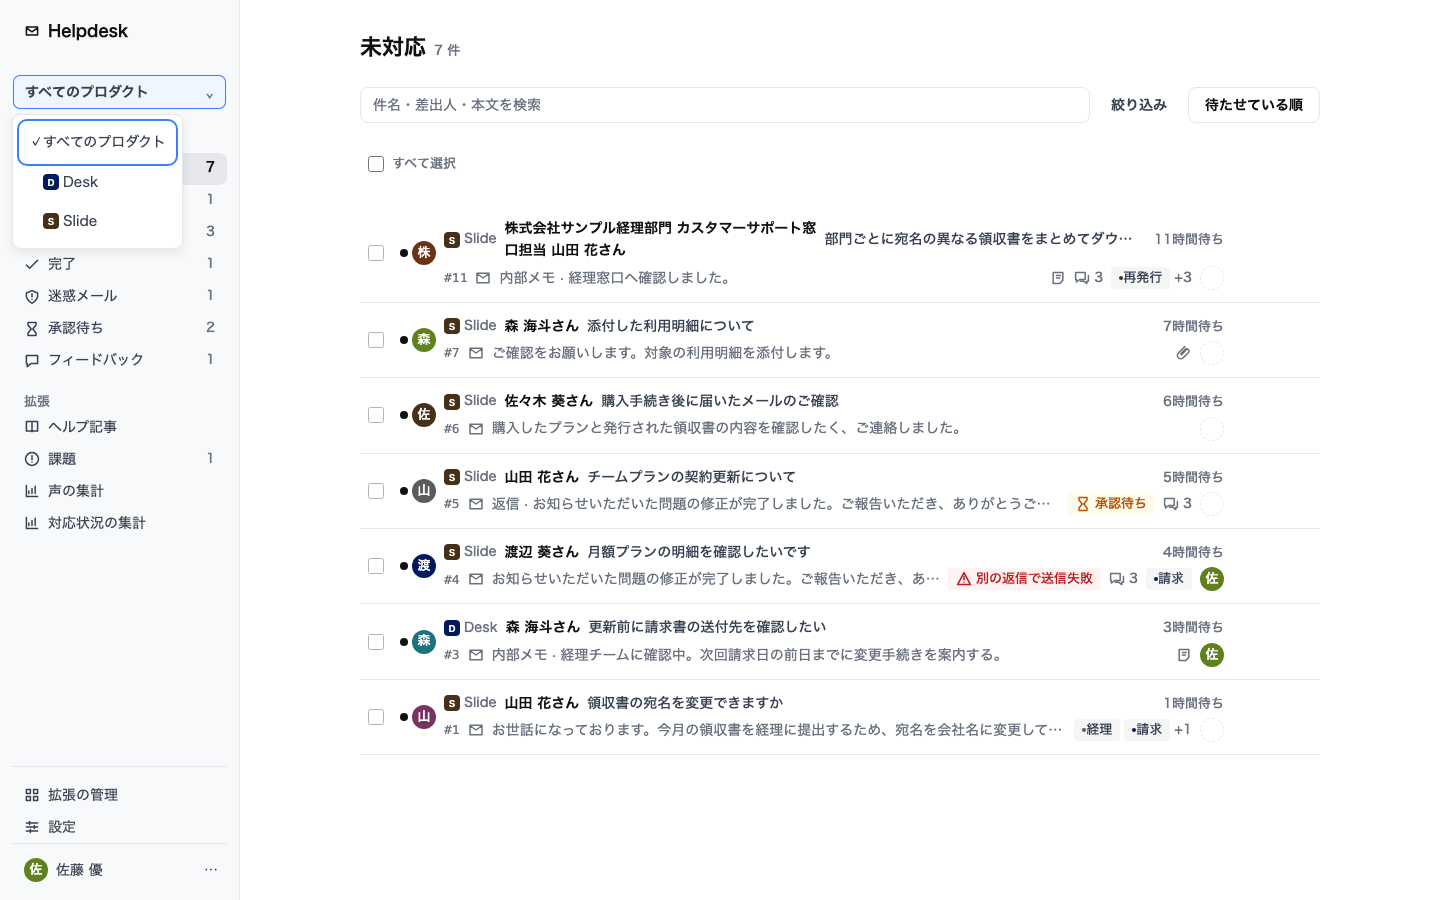 Helpdesk
すべてのプロダクト
✓すべてのプロダクト
D Desk
S Slide
7
1
3
完了 1
迷惑メール 1
承認待ち 2
フィードバック 1
拡張
ヘルプ記事
課題 1
声の集計
対応状況の集計
拡張の管理
設定
佐 佐藤 優 …
未対応 7 件
件名・差出人・本文を検索 絞り込み 待たせている順
すべて選択
株 S Slide 株式会社サンプル経理部門 カスタマーサポート窓口担当 山田 花さん 部門ごとに宛名の異なる領収書をまとめてダウ… 11時間待ち
#11 内部メモ · 経理窓口へ確認しました。 3 •再発行 +3
森 S Slide 森 海斗さん 添付した利用明細について 7時間待ち
#7 ご確認をお願いします。対象の利用明細を添付します。
佐 S Slide 佐々木 葵さん 購入手続き後に届いたメールのご確認 6時間待ち
#6 購入したプランと発行された領収書の内容を確認したく、ご連絡しました。
山 S Slide 山田 花さん チームプランの契約更新について 5時間待ち
#5 返信 · お知らせいただいた問題の修正が完了しました。ご報告いただき、ありがとうご… 承認待ち 3
渡 S Slide 渡辺 葵さん 月額プランの明細を確認したいです 4時間待ち
#4 お知らせいただいた問題の修正が完了しました。ご報告いただき、あ… 別の返信で送信失敗 3 •請求 佐
森 D Desk 森 海斗さん 更新前に請求書の送付先を確認したい 3時間待ち
#3 内部メモ · 経理チームに確認中。次回請求日の前日までに変更手続きを案内する。 佐
山 S Slide 山田 花さん 領収書の宛名を変更できますか 1時間待ち
#1 お世話になっております。今月の領収書を経理に提出するため、宛名を会社名に変更して… •経理 •請求 +1